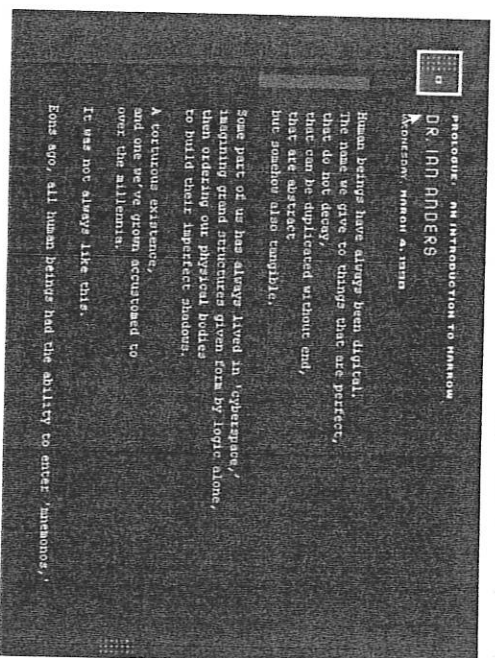 PROLOGUE. AN INTRODUCTION TO MARROW
DR. IAN ANDERS
WEDNESDAY, MARCH 4, 1998
Human beings have always been digital.
The name we give to things that are perfect,
that do not decay,
that can be duplicated without end,
that are abstract
but somehow also tangible.
Some part of us has always lived in 'cyberspace,'
imagining grand structures given form by logic alone,
then ordering our physical bodies
to build their imperfect shadows.
A torturous existence,
and one we've grown accustomed to
over the millennia.
It was not always like this.
Eons ago, all human beings had the ability to enter 'mnemonos,'